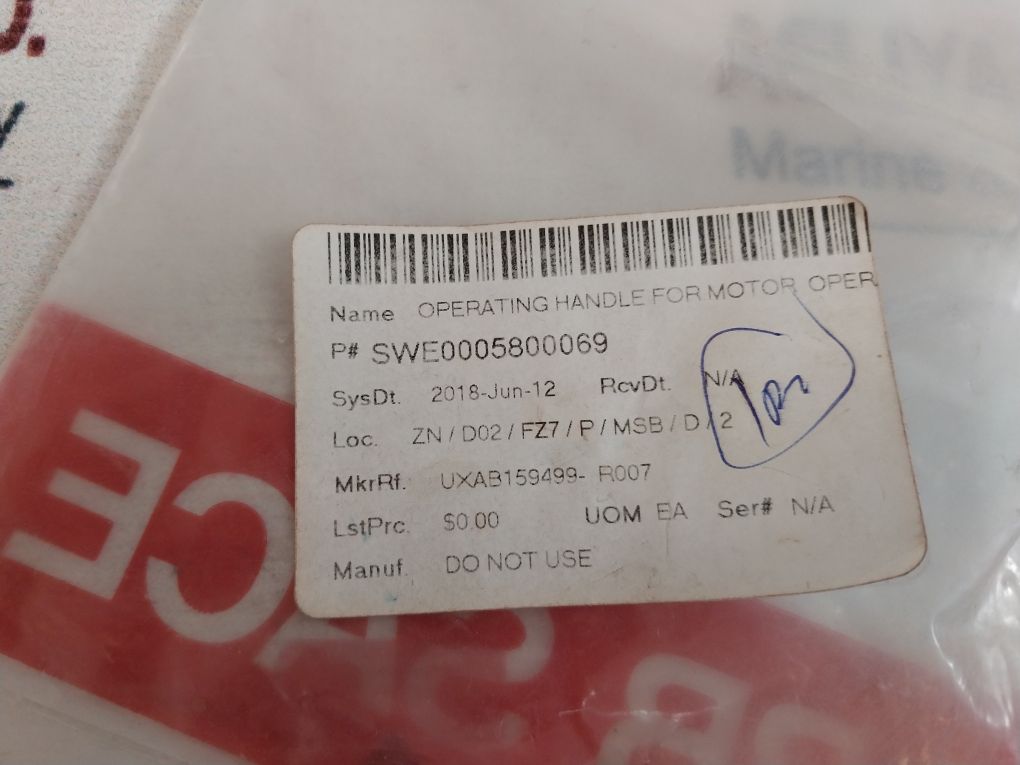 Marine
Name OPERATING HANDLE FOR MOTOR OPER
P# SWE0005800069
SysDt. 2018-Jun-12 RcvDt. N/A
Loc. ZN / D02 / FZ7 / P / MSB / D / 2
MkrRf. UXAB159499- R007
LstPrc. $0.00 UOM EA Ser# N/A
Manuf. DO NOT USE
SACE